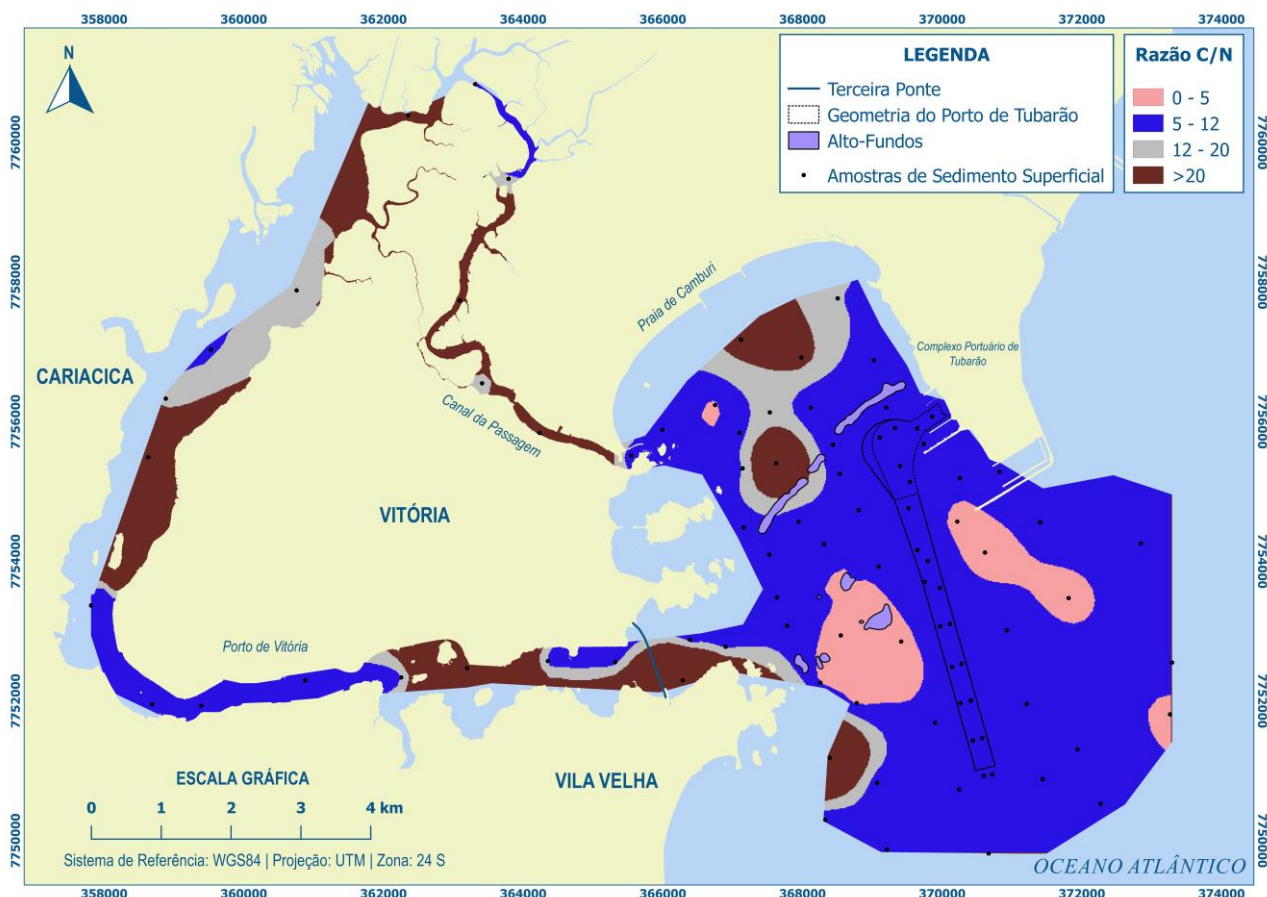 358000 360000 362000 364000 366000 368000 370000 372000 374000
N
LEGENDA
Terceira Ponte
Geometria do Porto de Tubarão
Alto-Fundos
Amostras de Sedimento Superficial
Razão C/N
0 - 5
5 - 12
12 - 20
>20
7760000
7758000
7756000
7754000
7752000
7750000
7760000
7758000
7756000
7754000
7752000
7750000
Praia de Camburi
Complexo Portuário de
Tubarão
CARIACICA
Canal da Passagem
VITÓRIA
Porto de Vitória
ESCALA GRÁFICA
VILA VELHA
0 1 2 3 4 km
Sistema de Referência: WGS84 | Projeção: UTM | Zona: 24 S
OCEANO ATLÂNTICO
358000 360000 362000 364000 366000 368000 370000 372000 374000